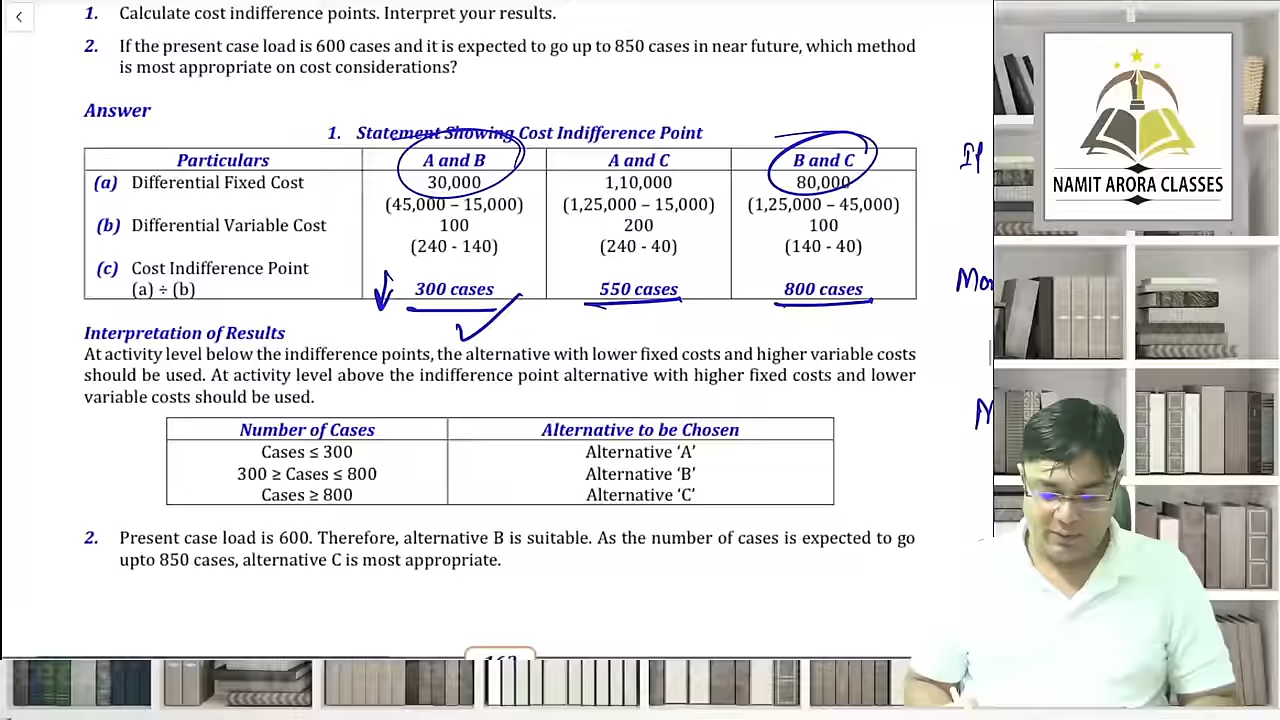 1. Calculate cost indifference points. Interpret your results.
2. If the present case load is 600 cases and it is expected to go up to 850 cases in near future, which method
is most appropriate on cost considerations?
Answer
1. Statement Showing Cost Indifference Point
Particulars A and B A and C B and C
(a) Differential Fixed Cost 30,000 1,10,000 80,000
(45,000 – 15,000) (1,25,000 – 15,000) (1,25,000 – 45,000)
(b) Differential Variable Cost 100 200 100
(240 - 140) (240 - 40) (140 - 40)
(c) Cost Indifference Point
(a) ÷ (b) 300 cases 550 cases 800 cases
Interpretation of Results
At activity level below the indifference points, the alternative with lower fixed costs and higher variable costs
should be used. At activity level above the indifference point alternative with higher fixed costs and lower
variable costs should be used.
Number of Cases Alternative to be Chosen
Cases ≤ 300 Alternative ‘A’
300 ≥ Cases ≤ 800 Alternative ‘B’
Cases ≥ 800 Alternative ‘C’
2. Present case load is 600. Therefore, alternative B is suitable. As the number of cases is expected to go
upto 850 cases, alternative C is most appropriate.
If
NAMIT ARORA CLASSES